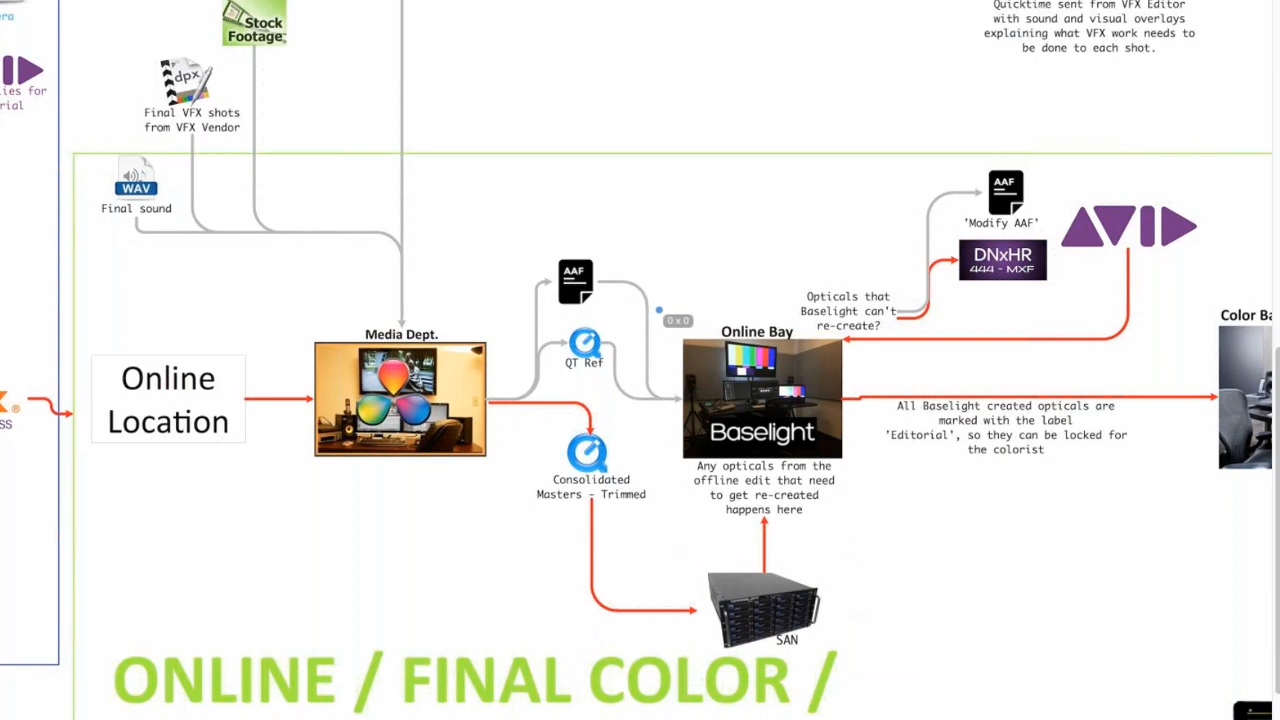 era
ies for
rial
Stock
Footage
dpx
Final VFX shots
from VFX Vendor
Quicktime sent from VFX Editor
with sound and visual overlays
explaining what VFX work needs to
be done to each shot.
WAV
Final sound
AAF
'Modify AAF'
AVID
DNxHR
444 - MXF
Opticals that
Baselight can't
re-create?
AAF
0 x 0
QT Ref
Media Dept.
Online Bay
Color Ba
Online
Location
X®
SS
Baselight
All Baselight created opticals are
marked with the label
'Editorial', so they can be locked for
the colorist
Any opticals from the
offline edit that need
to get re-created
happens here
Consolidated
Masters - Trimmed
SAN
ONLINE / FINAL COLOR /